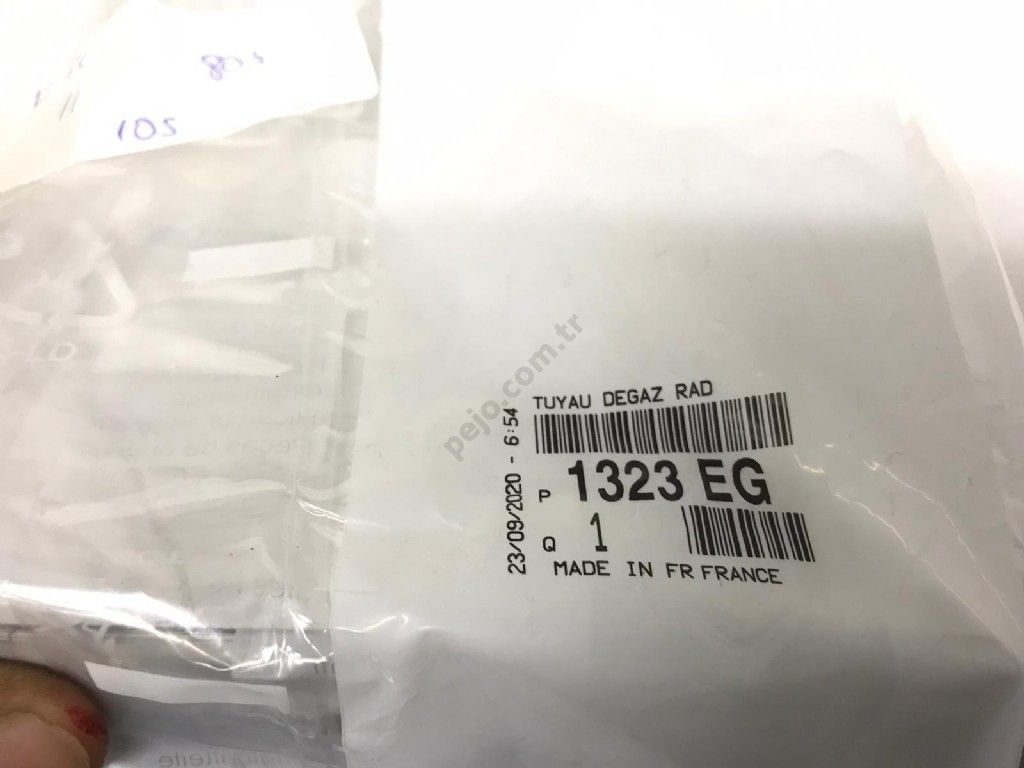 105
TUYAU DEGAZ RAD
23/09/2020 - 6:54
P 1323 EG
Q 1
MADE IN FR FRANCE
pejo.com.tr